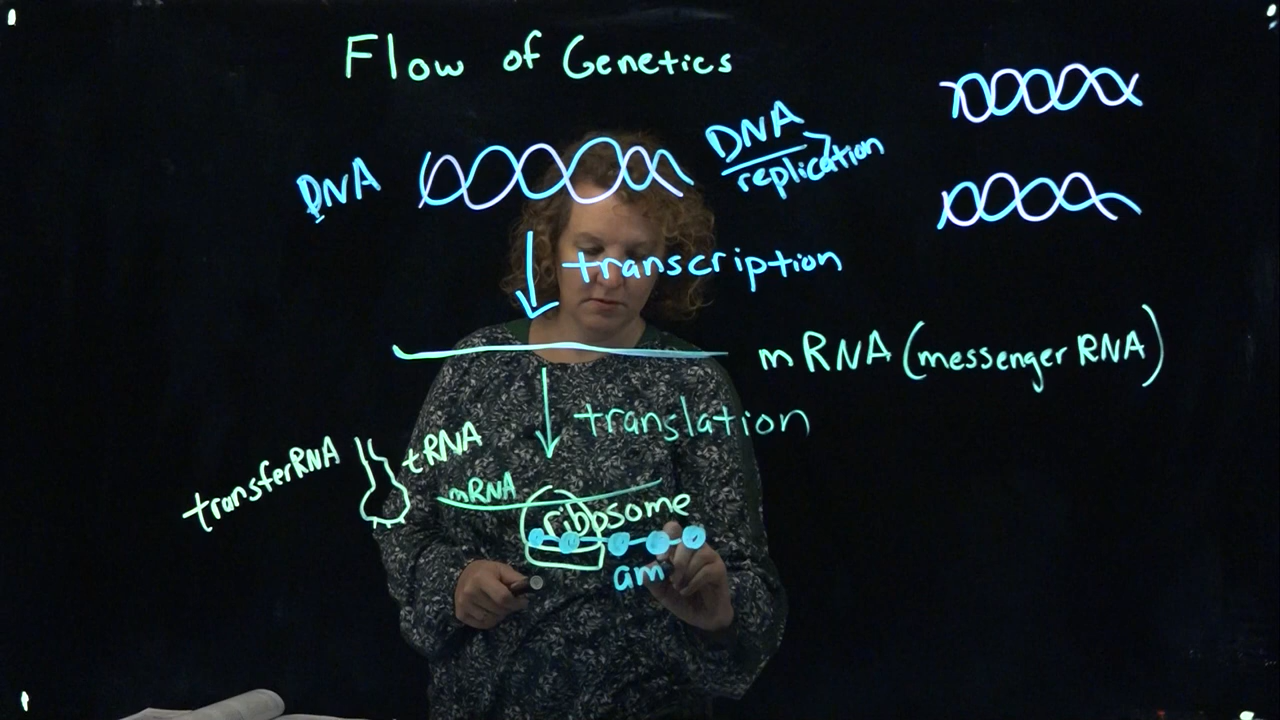 Flow of Genetics
DNA
DNA
replication
transcription
mRNA (messenger RNA)
translation
transferRNA
tRNA
mRNA
ribosome
am